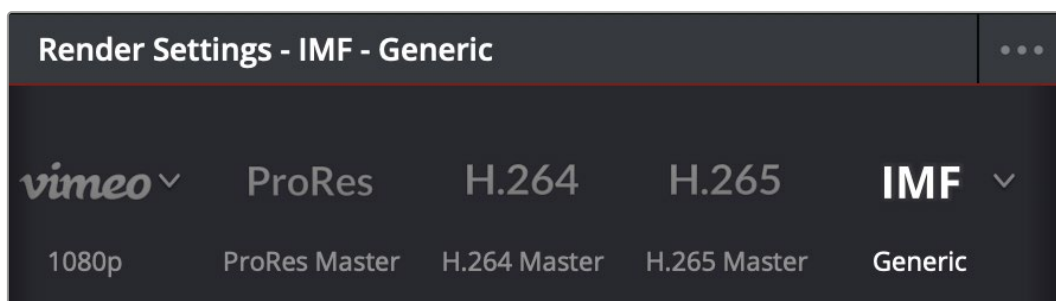 Render Settings - IMF - Generic
vimeo ProRes H.264 H.265 IMF
1080p ProRes Master H.264 Master H.265 Master Generic